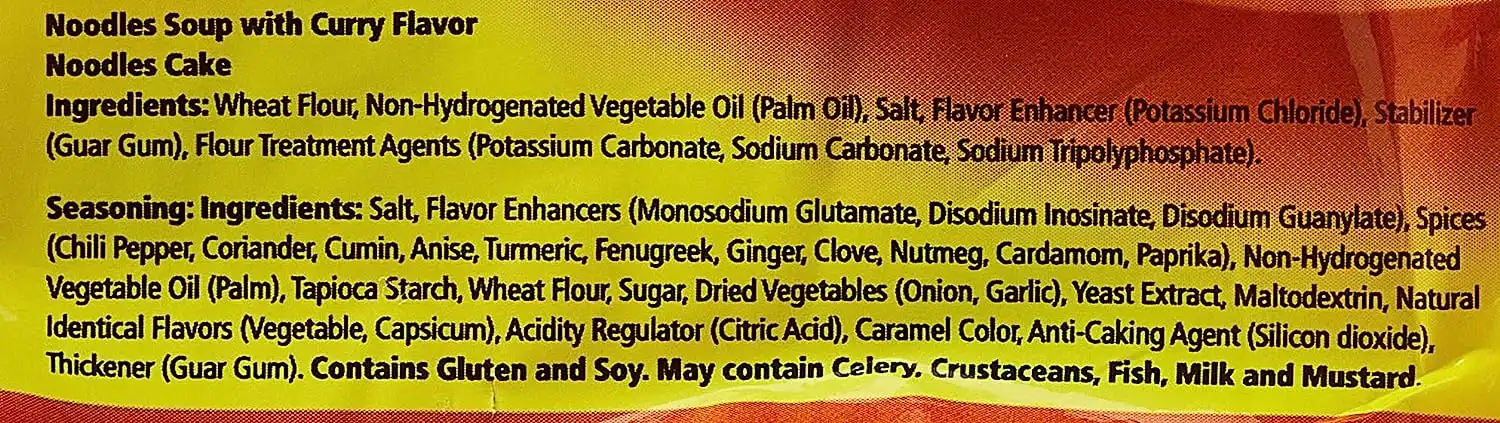 Noodles Soup with Curry Flavor
Noodles Cake
Ingredients: Wheat Flour, Non-Hydrogenated Vegetable Oil (Palm Oil), Salt, Flavor Enhancer (Potassium Chloride), Stabilizer
(Guar Gum), Flour Treatment Agents (Potassium Carbonate, Sodium Carbonate, Sodium Tripolyphosphate).
Seasoning: Ingredients: Salt, Flavor Enhancers (Monosodium Glutamate, Disodium Inosinate, Disodium Guanylate), Spices
(Chili Pepper, Coriander, Cumin, Anise, Turmeric, Fenugreek, Ginger, Clove, Nutmeg, Cardamom, Paprika), Non-Hydrogenated
Vegetable Oil (Palm), Tapioca Starch, Wheat Flour, Sugar, Dried Vegetables (Onion, Garlic), Yeast Extract, Maltodextrin, Natural
Identical Flavors (Vegetable, Capsicum), Acidity Regulator (Citric Acid), Caramel Color, Anti-Caking Agent (Silicon dioxide),
Thickener (Guar Gum). Contains Gluten and Soy. May contain Celery. Crustaceans, Fish, Milk and Mustard.